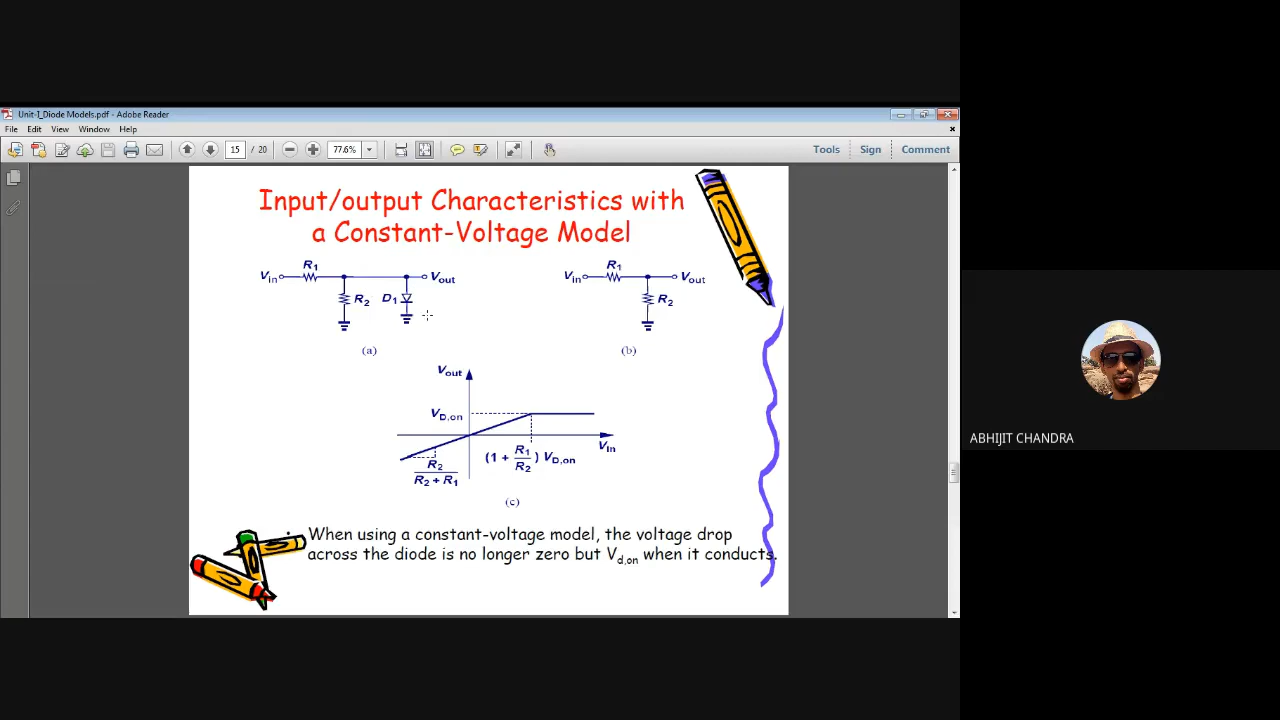 Unit-I_Diode Models.pdf - Adobe Reader
File Edit View Window Help
15 / 20 77.6% Tools Sign Comment
Input/output Characteristics with
a Constant-Voltage Model
R1
Vin Vout
R2 D1
(a)
R1
Vin Vout
R2
(b)
Vout
VD,on
Vin
(1 + R1/R2) VD,on
R2
R2 + R1
(c)
• When using a constant-voltage model, the voltage drop
across the diode is no longer zero but Vd,on when it conducts.
ABHIJIT CHANDRA